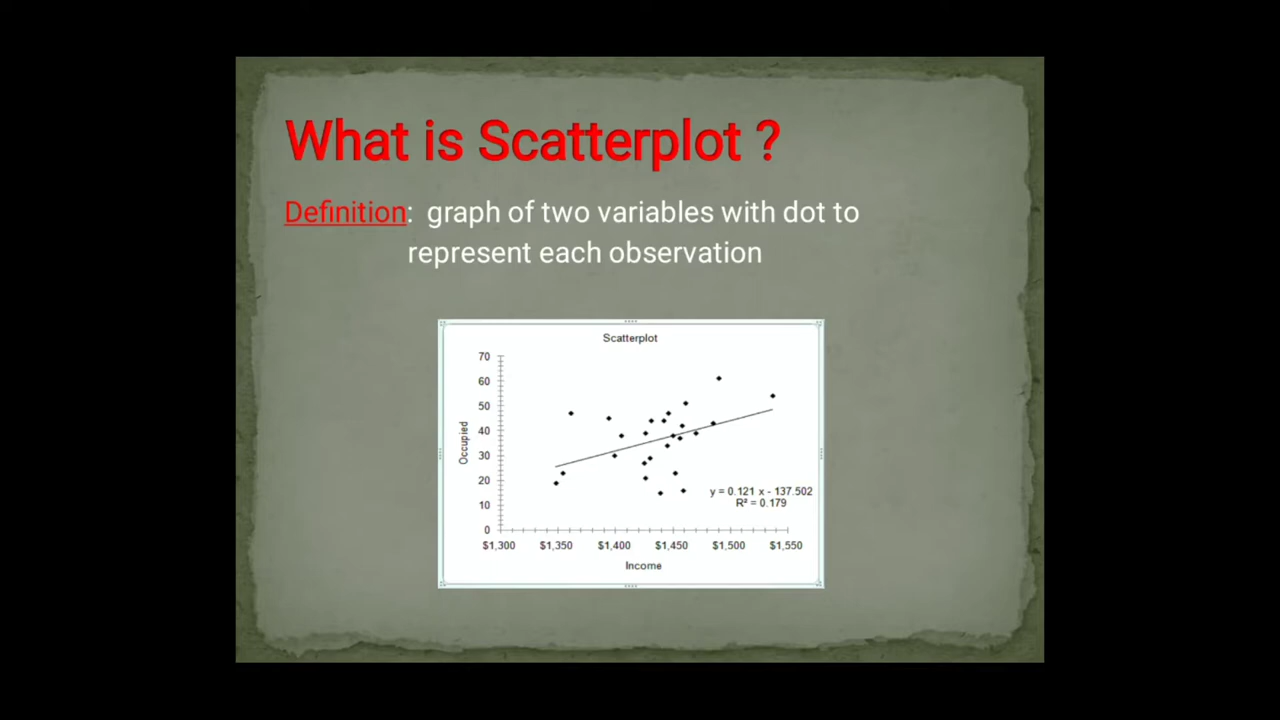 What is Scatterplot ?
Definition: graph of two variables with dot to
represent each observation
Scatterplot
70
60
50
40
30
20
10
0
Occupied
y = 0.121 x - 137.502
R² = 0.179
$1,300 $1,350 $1,400 $1,450 $1,500 $1,550
Income